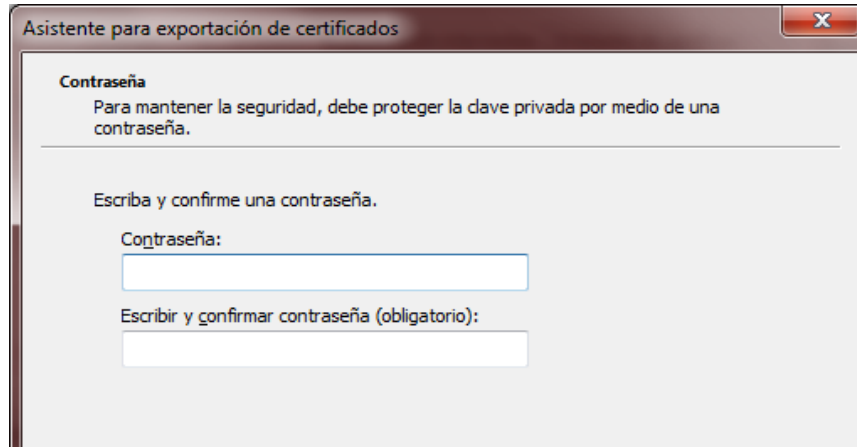 Asistente para exportación de certificados
Contraseña
Para mantener la seguridad, debe proteger la clave privada por medio de una
contraseña.
Escriba y confirme una contraseña.
Contraseña:
Escribir y confirmar contraseña (obligatorio):